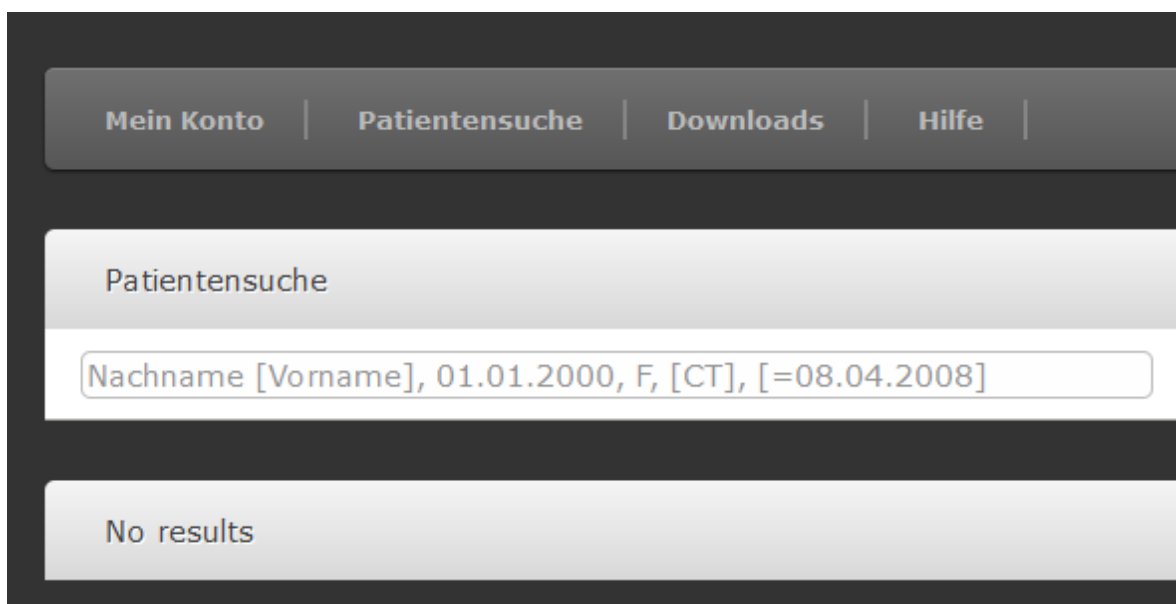 Mein Konto | Patientensuche | Downloads | Hilfe |
Patientensuche
Nachname [Vorname], 01.01.2000, F, [CT], [=08.04.2008]
No results